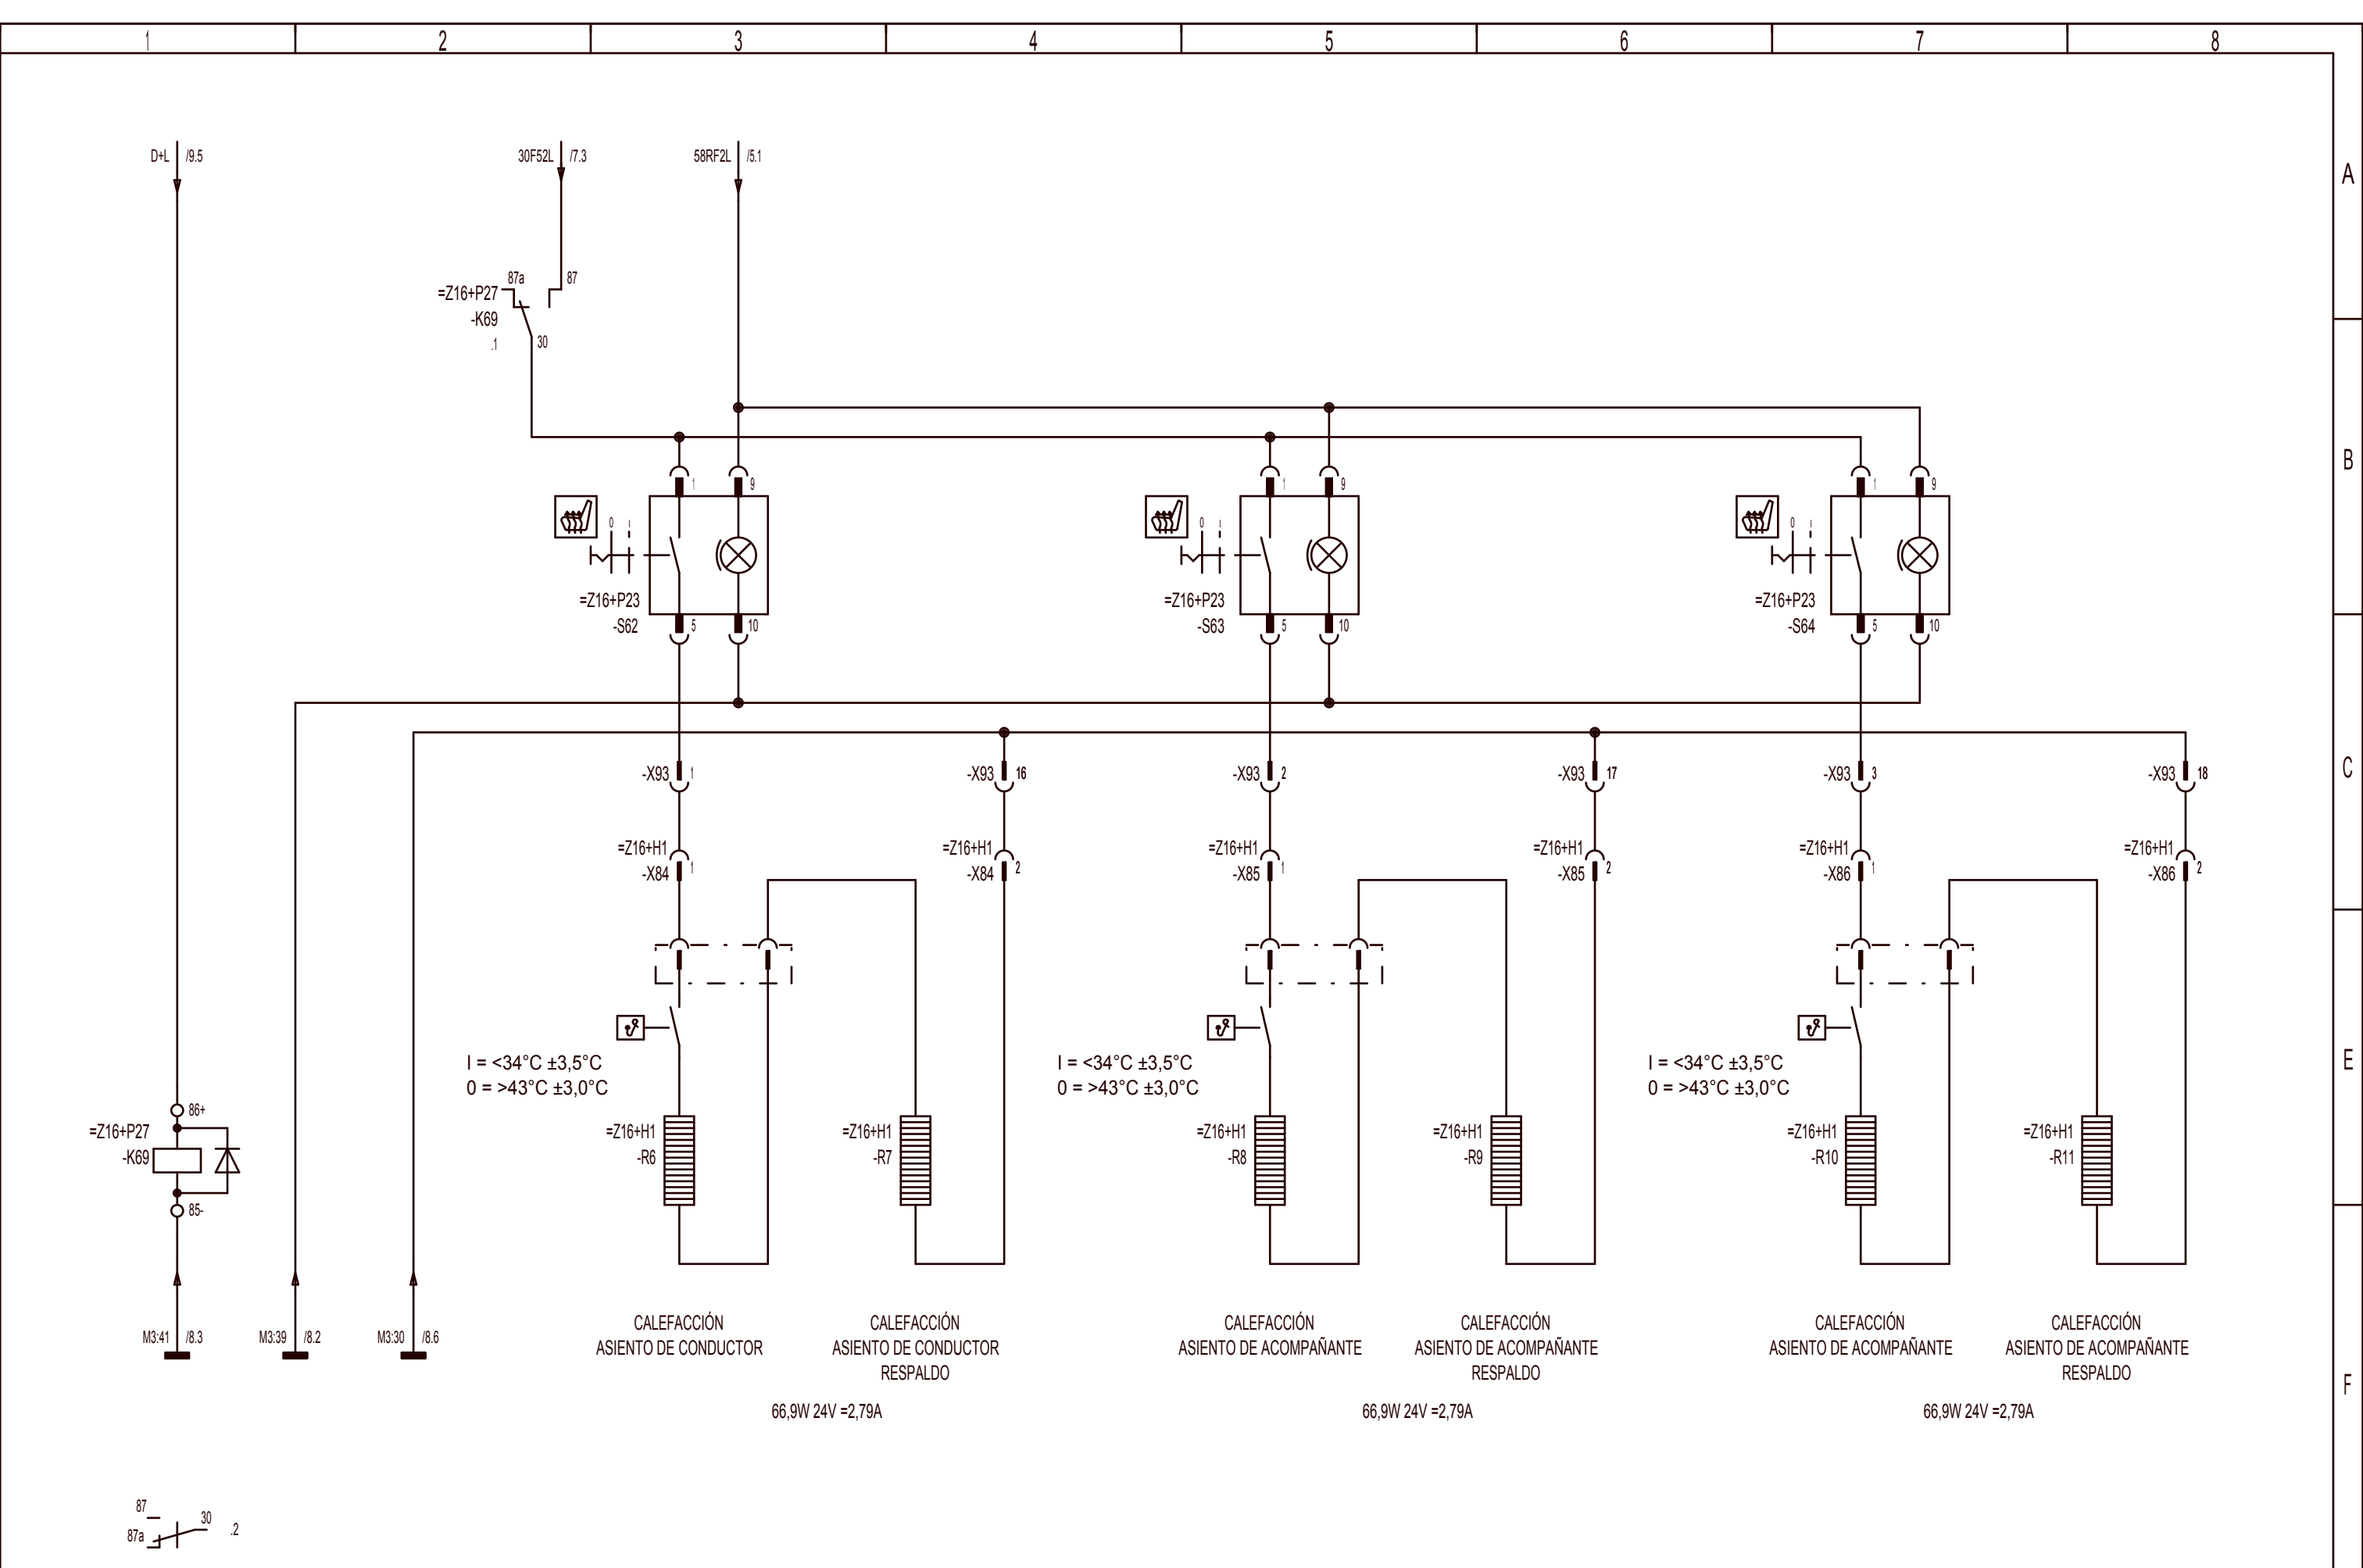 1 2 3 4 5 6 7 8
A
D+L /9.5 30F52L /7.3 58RF2L /5.1
87a 87
=Z16+P27
-K69
.1 30
B
1 9 1 9 1 9
0 I 0 I 0 I
=Z16+P23 =Z16+P23 =Z16+P23
-S62 5 10 -S63 5 10 -S64 5 10
C
-X93 1 -X93 16 -X93 2 -X93 17 -X93 3 -X93 18
=Z16+H1 =Z16+H1 =Z16+H1 =Z16+H1 =Z16+H1 =Z16+H1
-X84 1 -X84 2 -X85 1 -X85 2 -X86 1 -X86 2
E
I = <34°C ±3,5°C I = <34°C ±3,5°C I = <34°C ±3,5°C
0 = >43°C ±3,0°C 0 = >43°C ±3,0°C 0 = >43°C ±3,0°C
86+
=Z16+P27 =Z16+H1 =Z16+H1 =Z16+H1 =Z16+H1 =Z16+H1 =Z16+H1
-K69 -R6 -R7 -R8 -R9 -R10 -R11
85-
M3:41 /8.3 M3:39 /8.2 M3:30 /8.6
CALEFACCIÓN CALEFACCIÓN CALEFACCIÓN CALEFACCIÓN CALEFACCIÓN CALEFACCIÓN
ASIENTO DE CONDUCTOR ASIENTO DE CONDUCTOR ASIENTO DE ACOMPAÑANTE ASIENTO DE ACOMPAÑANTE ASIENTO DE ACOMPAÑANTE ASIENTO DE ACOMPAÑANTE
RESPALDO RESPALDO RESPALDO
F
66,9W 24V =2,79A 66,9W 24V =2,79A 66,9W 24V =2,79A
87
30 .2
87a